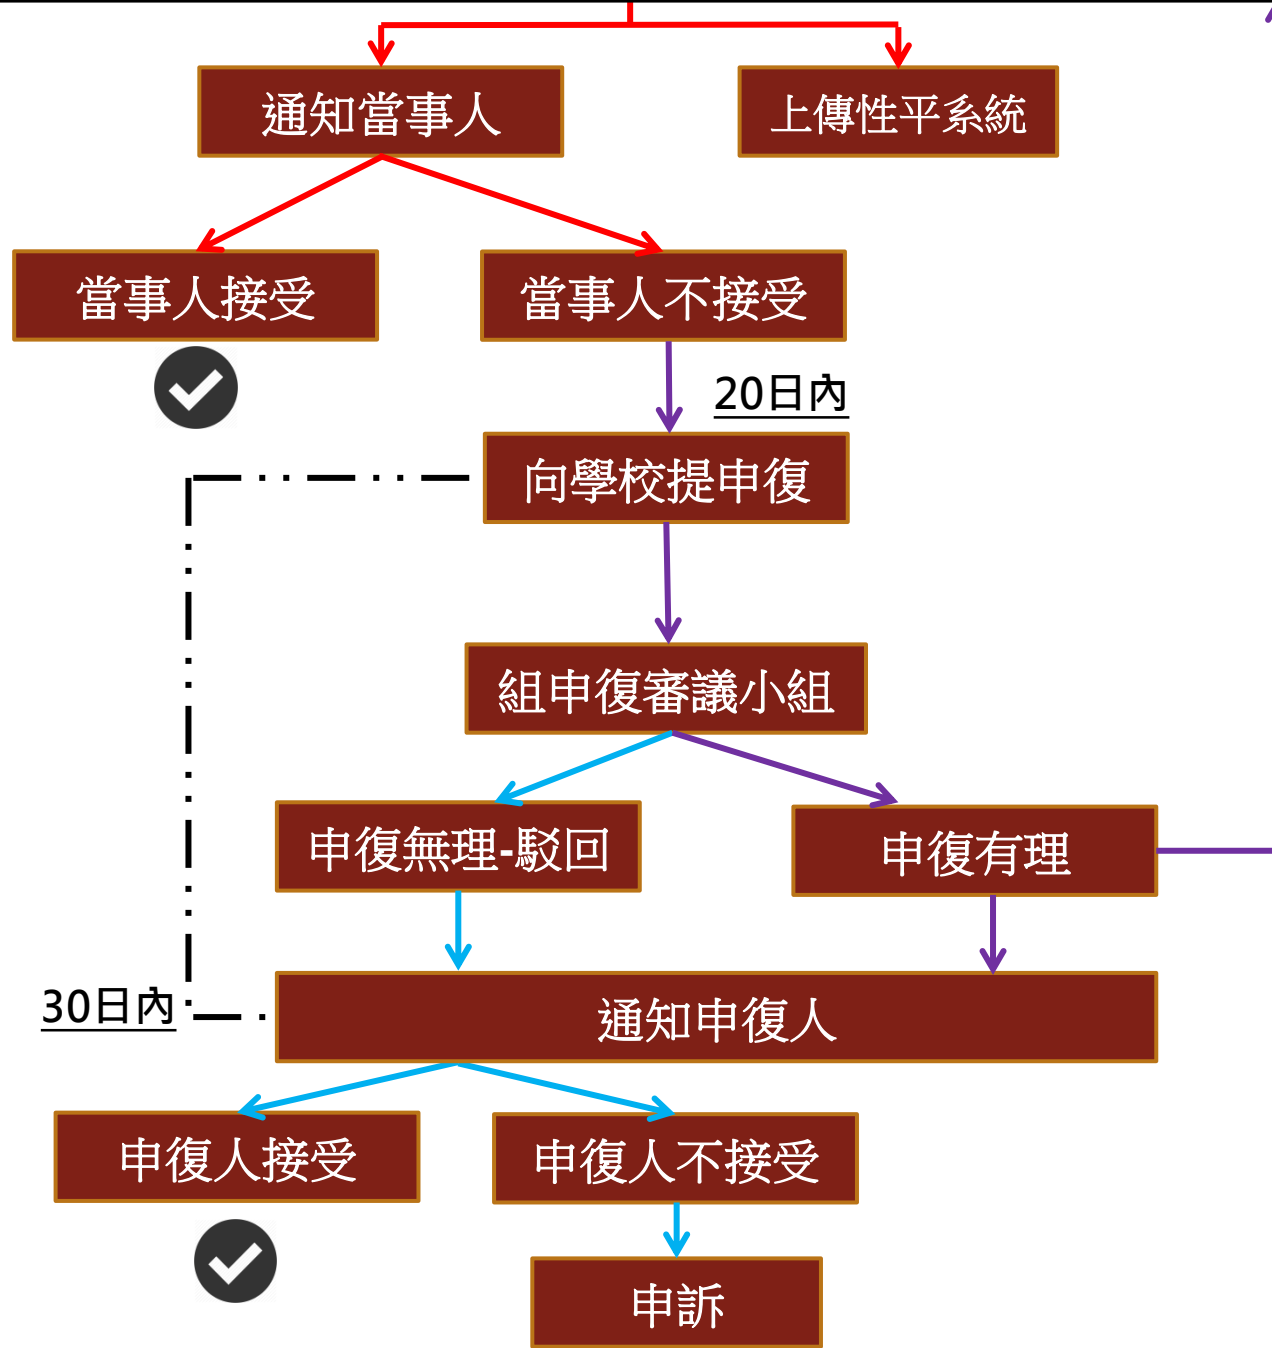 通知當事人
上傳性平系統
當事人接受
當事人不接受
20日內
向學校提申復
組申復審議小組
申復無理-駁回
申復有理
30日內
通知申復人
申復人接受
申復人不接受
申訴